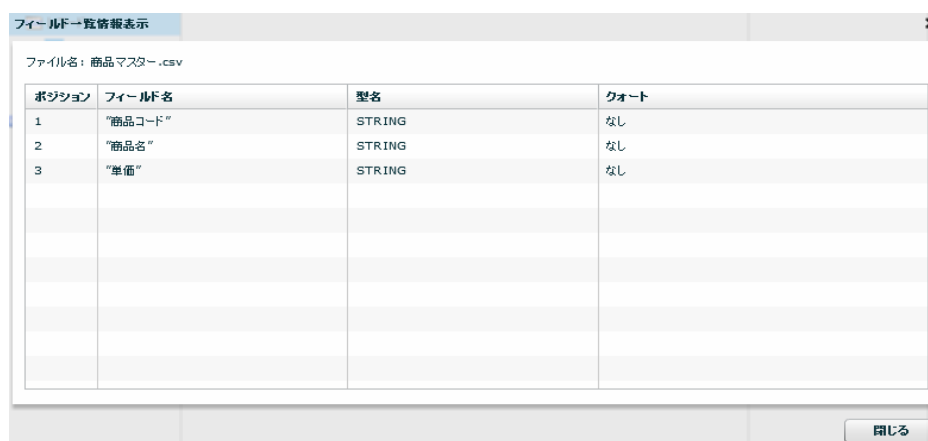 フィールド一覧情報表示
ファイル名: 商品マスター.csv
ポジション フィールド名 型名 クォート
1 "商品コード" STRING なし
2 "商品名" STRING なし
3 "単価" STRING なし
閉じる